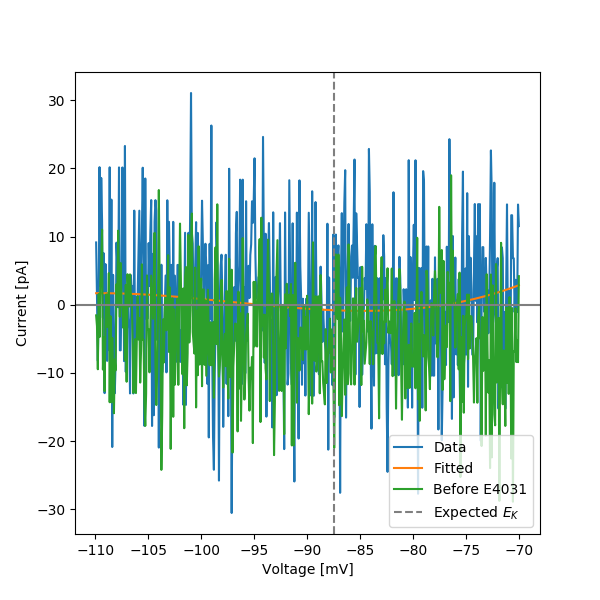 30
20
10
0
−10
−20
−30
Current [pA]
−110 −105 −100 −95 −90 −85 −80 −75 −70
Voltage [mV]
Data
Fitted
Before E4031
Expected E_K